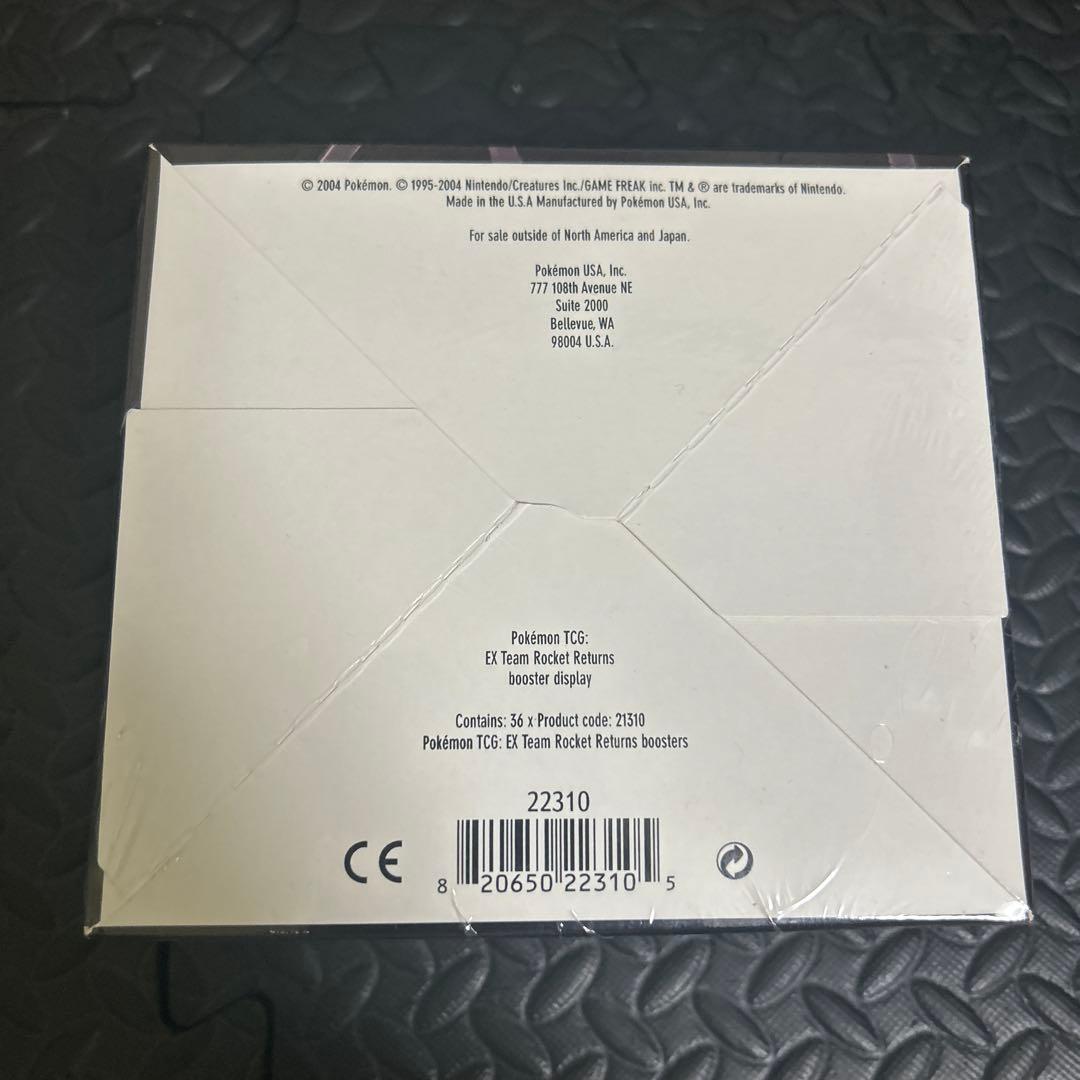 © 2004 Pokémon. © 1995-2004 Nintendo/Creatures Inc./GAME FREAK inc. TM & ® are trademarks of Nintendo.
Made in the U.S.A Manufactured by Pokémon USA, Inc.
For sale outside of North America and Japan.
Pokémon USA, Inc.
777 108th Avenue NE
Suite 2000
Bellevue, WA
98004 U.S.A.
Pokémon TCG:
EX Team Rocket Returns
booster display
Contains: 36 x Product code: 21310
Pokémon TCG: EX Team Rocket Returns boosters
22310
CE
8 20650 22310 5